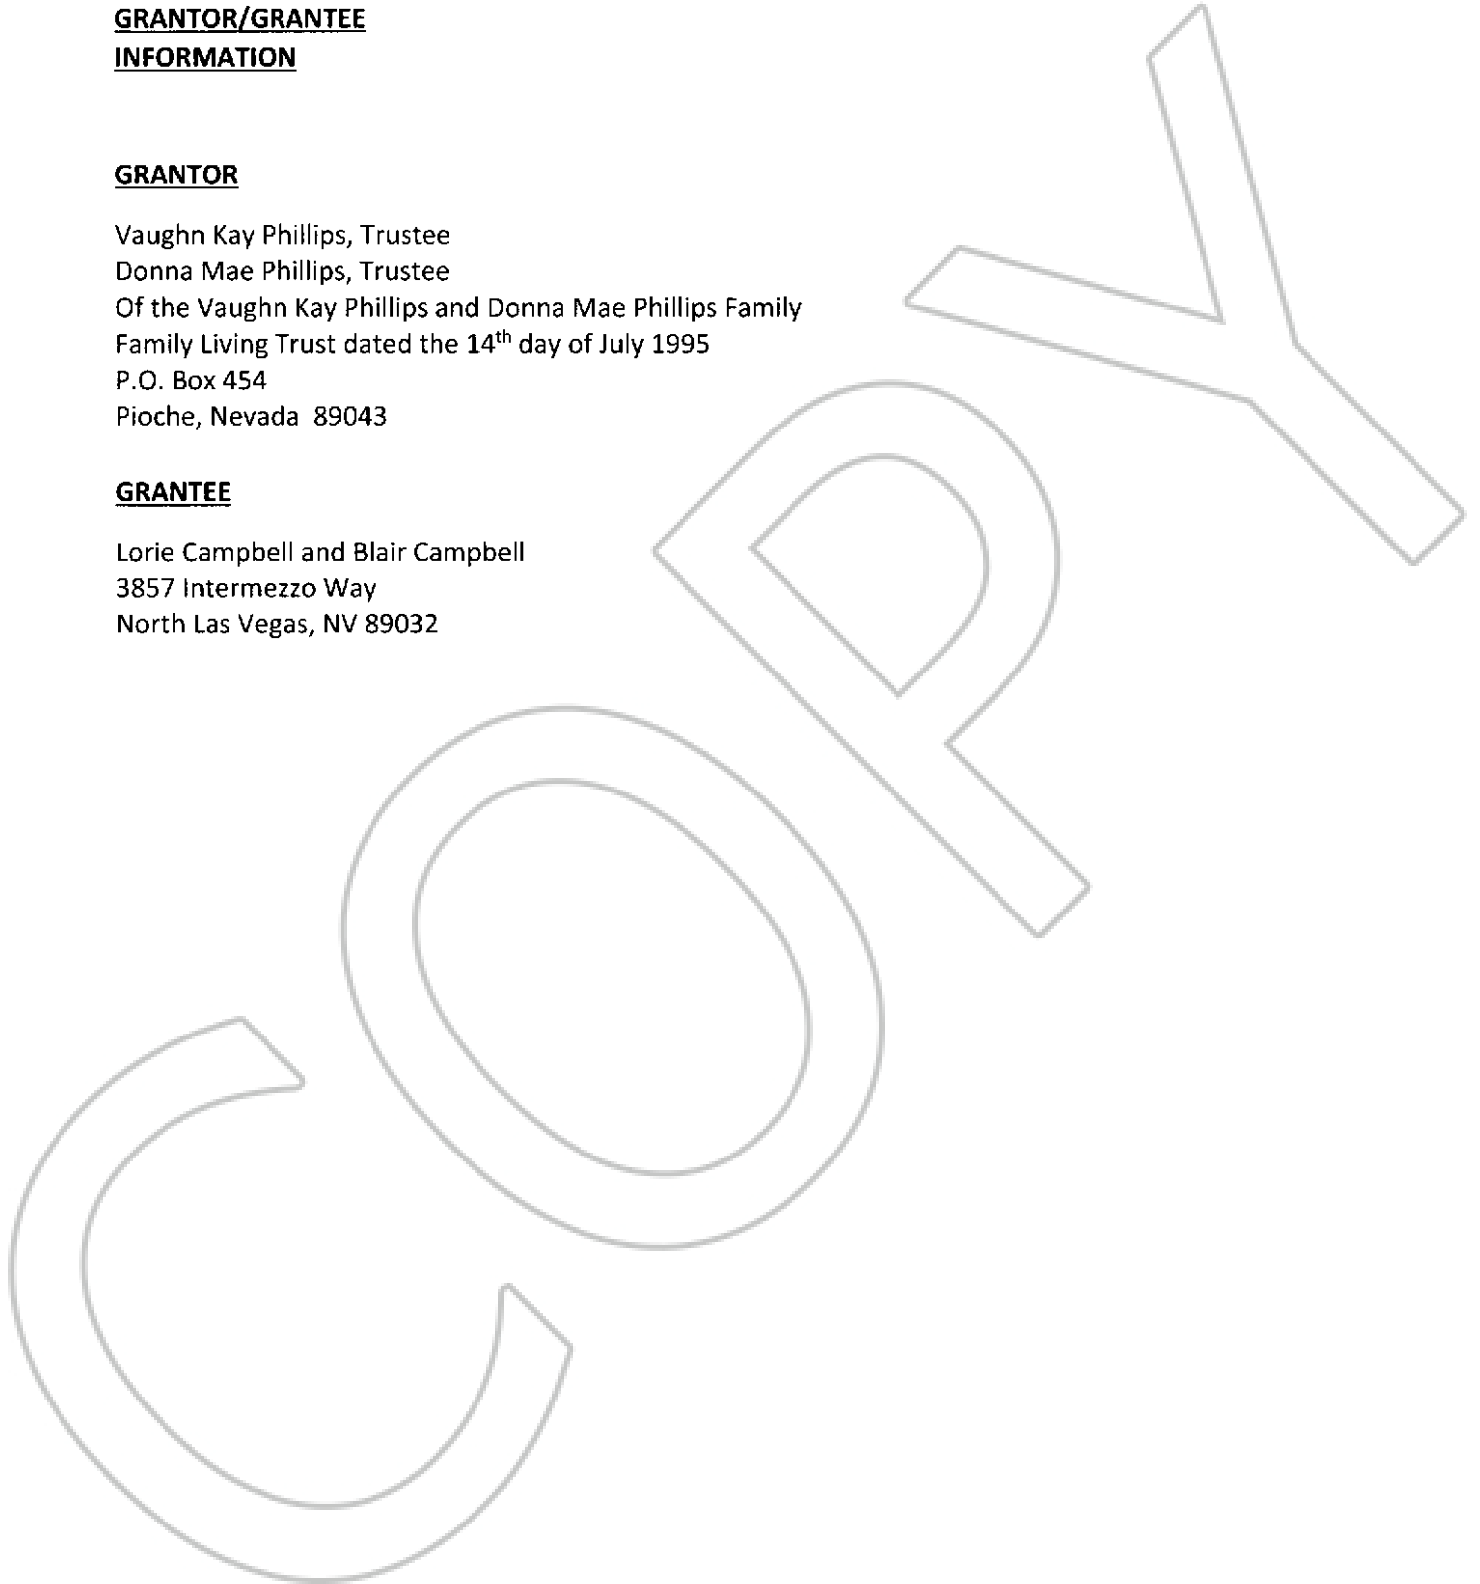 GRANTOR/GRANTEE
INFORMATION
GRANTOR
Vaughn Kay Phillips, Trustee
Donna Mae Phillips, Trustee
Of the Vaughn Kay Phillips and Donna Mae Phillips Family
Family Living Trust dated the 14th day of July 1995
P.O. Box 454
Pioche, Nevada  89043
GRANTEE
Lorie Campbell and Blair Campbell
3857 Intermezzo Way
North Las Vegas, NV 89032
COPY